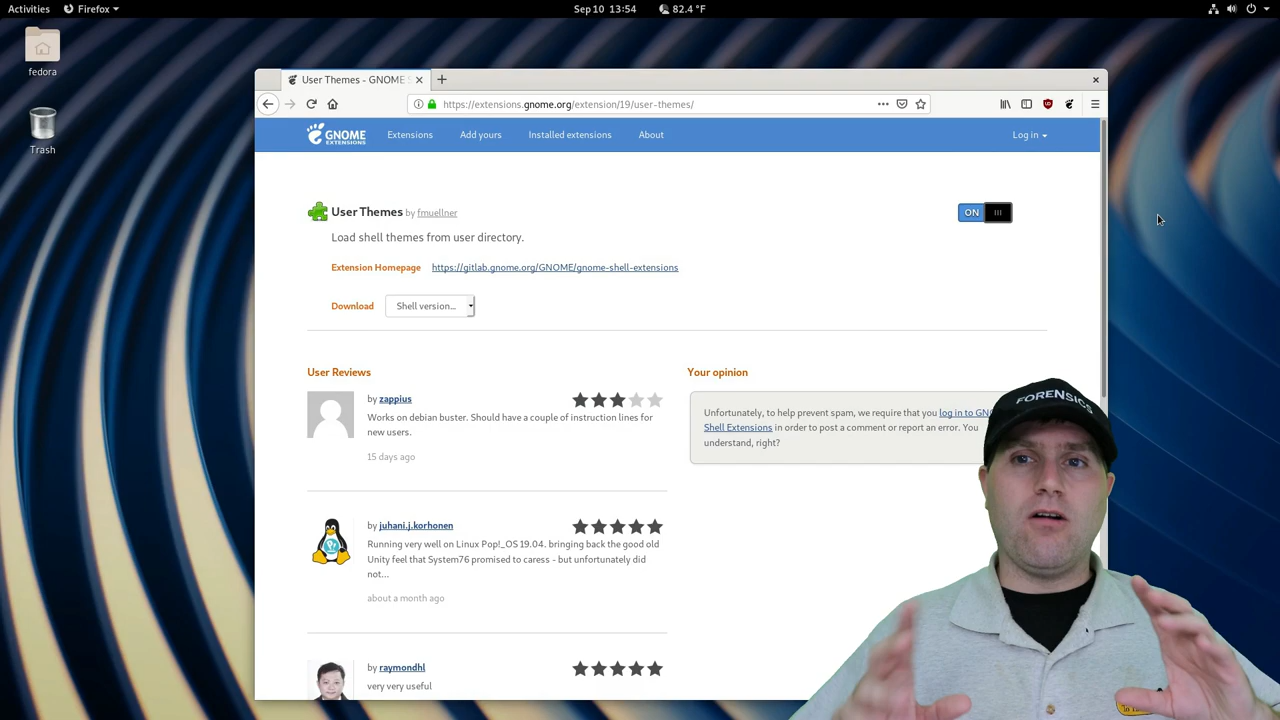 Activities
Firefox
Sep 10 13:54
82.4 °F
fedora
Trash
User Themes - GNOME S
https://extensions.gnome.org/extension/19/user-themes/
GNOME
EXTENSIONS
Extensions
Add yours
Installed extensions
About
Log in
User Themes by fmuellner
ON
Load shell themes from user directory.
Extension Homepage https://gitlab.gnome.org/GNOME/gnome-shell-extensions
Download Shell version...
User Reviews
by zappius
Works on debian buster. Should have a couple of instruction lines for
new users.
15 days ago
by juhani.j.korhonen
Running very well on Linux Pop!_OS 19.04. bringing back the good old
Unity feel that System76 promised to caress - but unfortunately did
not...
about a month ago
by raymondhl
very very useful
Your opinion
Unfortunately, to help prevent spam, we require that you log in to GN
Shell Extensions in order to post a comment or report an error. You
understand, right?
FORENSICS